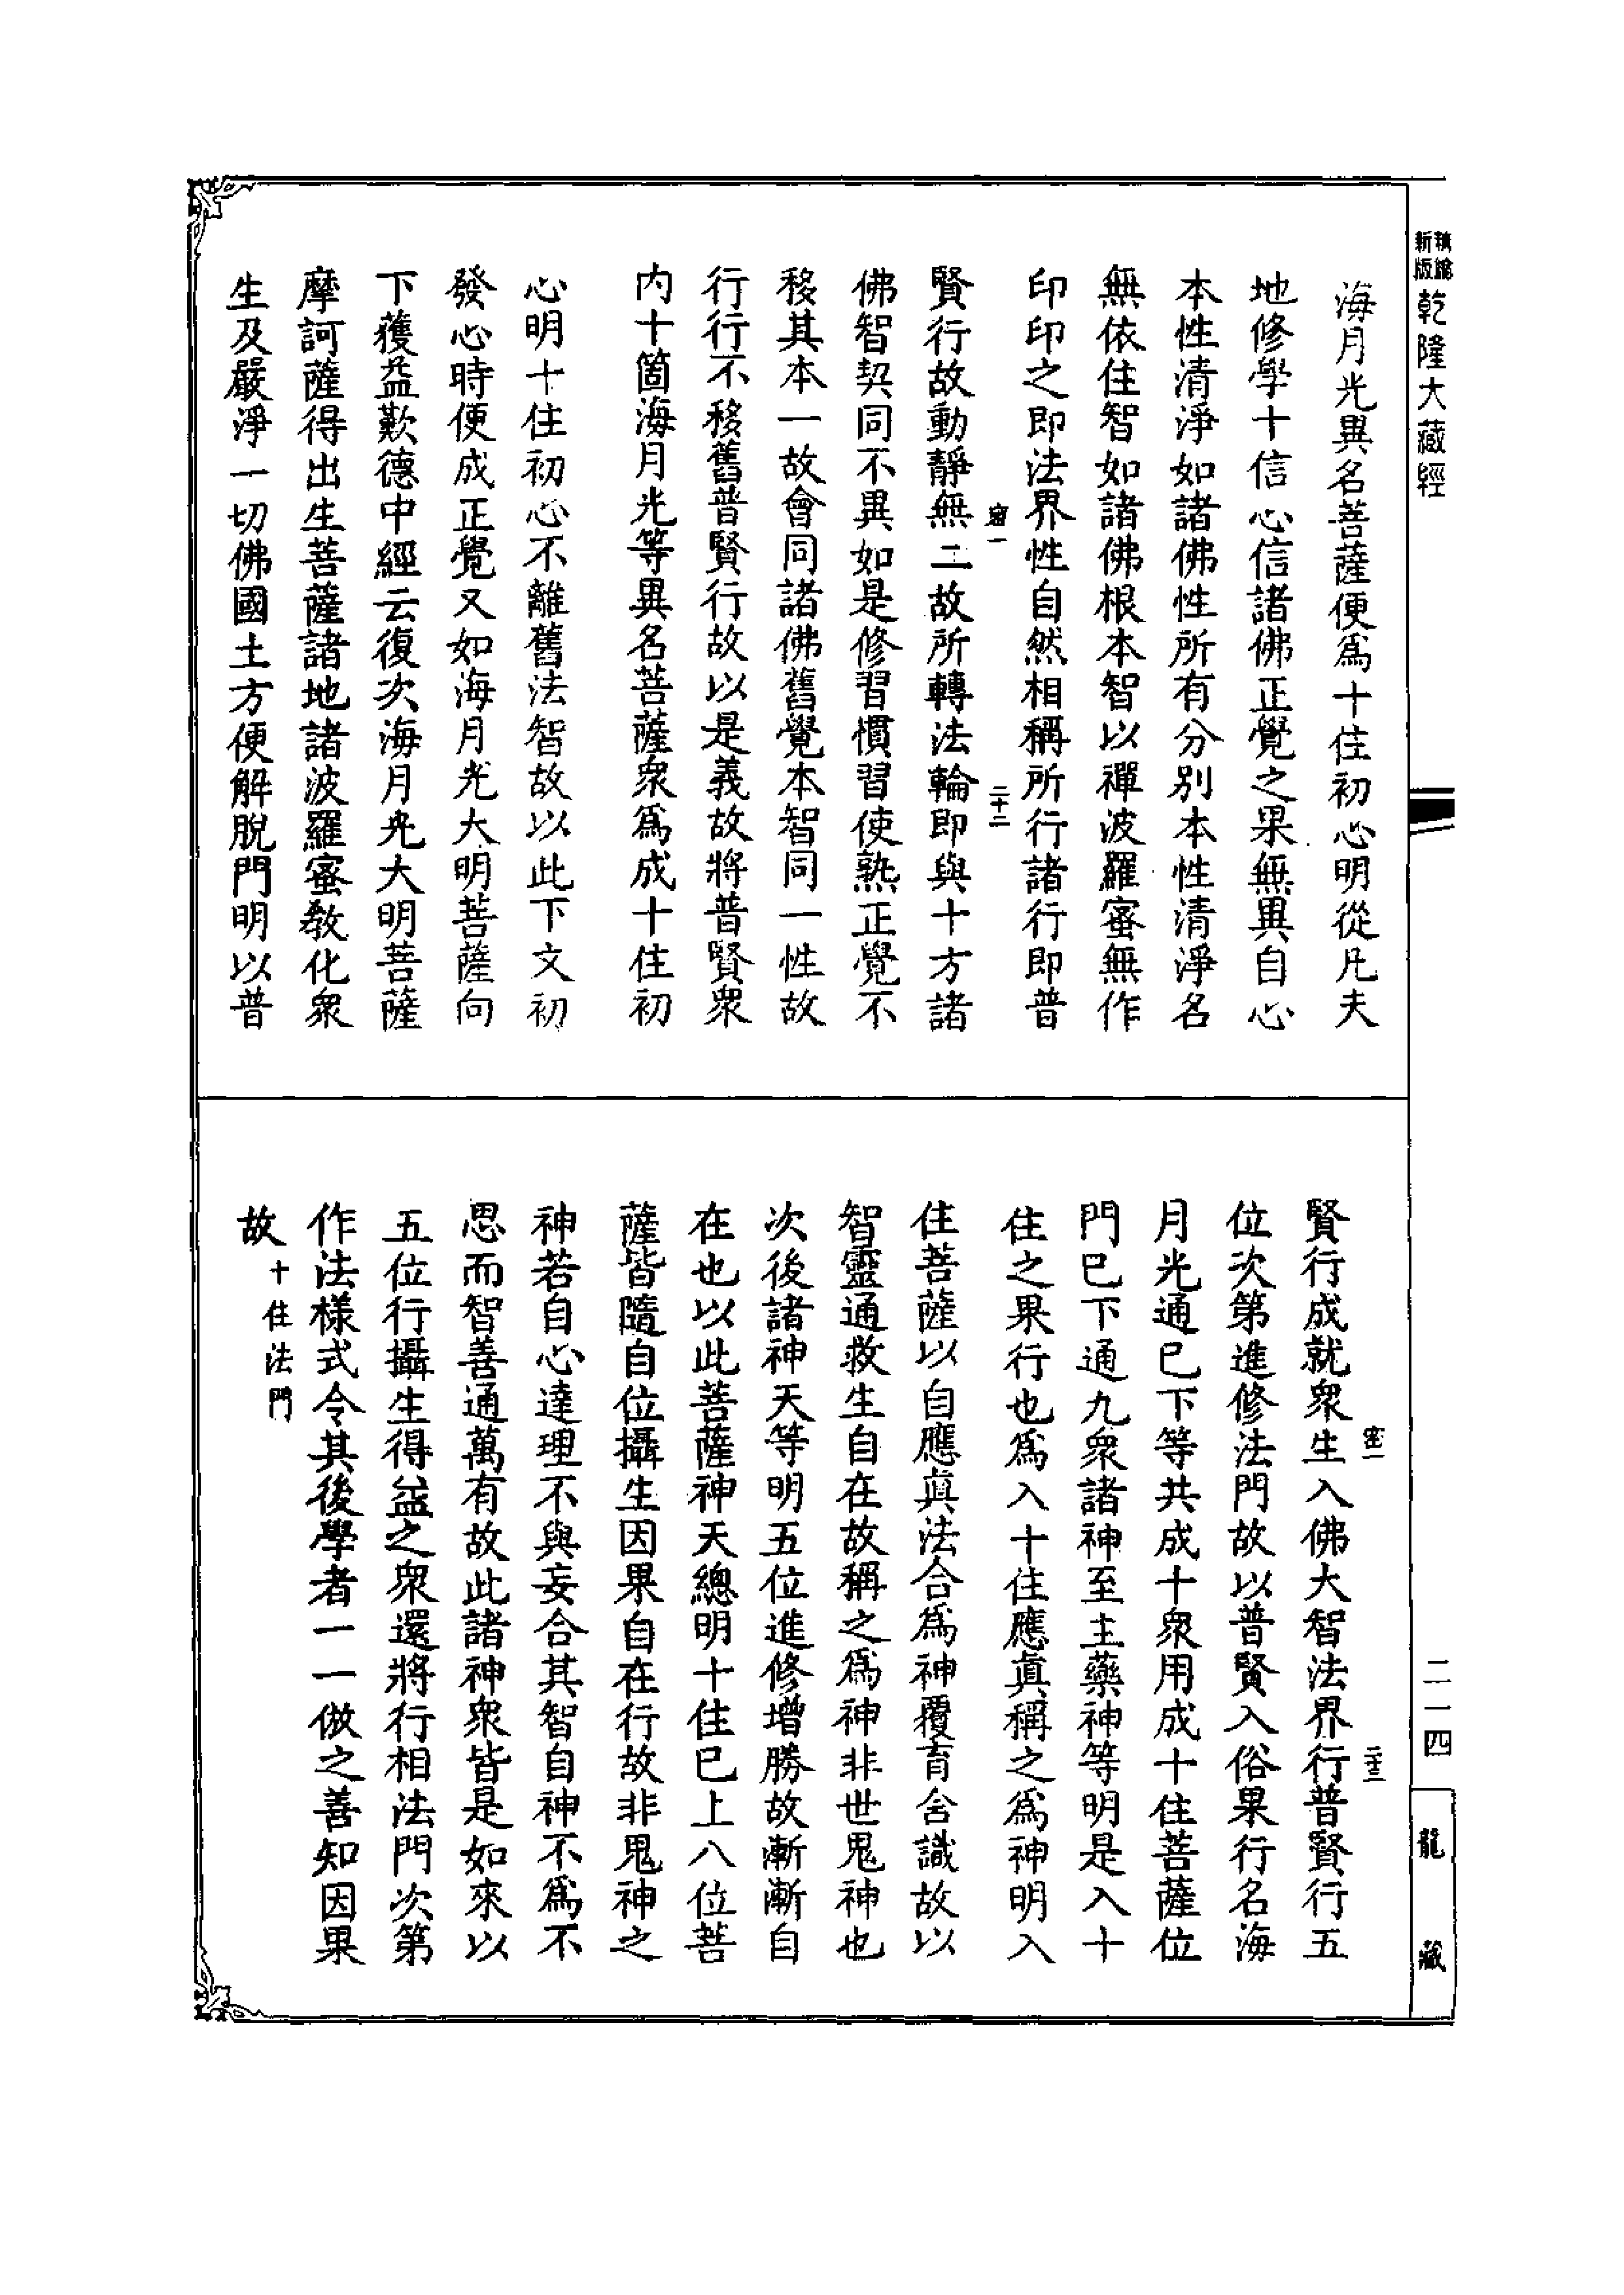 新版精編乾隆大藏經
海月光異名菩薩便爲十住初心明從凡夫
地修學十信心信諸佛正覺之果無異自心
本性清淨如諸佛性所有分別本性清淨名
無依住智如諸佛根本智以禪波羅蜜無作
印印之即法界性自然相稱所行諸行即普
密一
二十二
賢行故動靜無二故所轉法輪即與十方諸
佛智契同不異如是修習慣習使熟正覺不
移其本一故會同諸佛舊覺本智同一性故
行行不移舊普賢行故以是義故將普賢衆
内十箇海月光等異名菩薩衆爲成十住初
心明十住初心不離舊法智故以此下文初
發心時便成正覺又如海月光大明菩薩向
下獲益歎德中經云復次海月光大明菩薩
摩訶薩得出生菩薩諸地諸波羅蜜教化衆
生及嚴淨一切佛國土方便解脫門明以普
密一
二十三
賢行成就衆生入佛大智法界行普賢行五
位次第進修法門故以普賢入俗果行名海
月光通已下等共成十衆用成十住菩薩位
門巳下通九衆諸神至主藥神等明是入十
住之果行也爲入十住應眞稱之爲神明入
住菩薩以自應眞法合爲神覆育含識故以
智靈通救生自在故稱之爲神非世鬼神也
次後諸神天等明五位進修增勝故漸漸自
在也以此菩薩神天總明十住巳上八位菩
薩皆隨自位攝生因果自在行故非鬼神之
神若自心達理不與妄合其智自神不爲不
思而智善通萬有故此諸神衆皆是如來以
五位行攝生得益之衆還將行相法門次第
作法樣式令其後學者一一倣之善知因果
故十住法門
二一四
龍藏